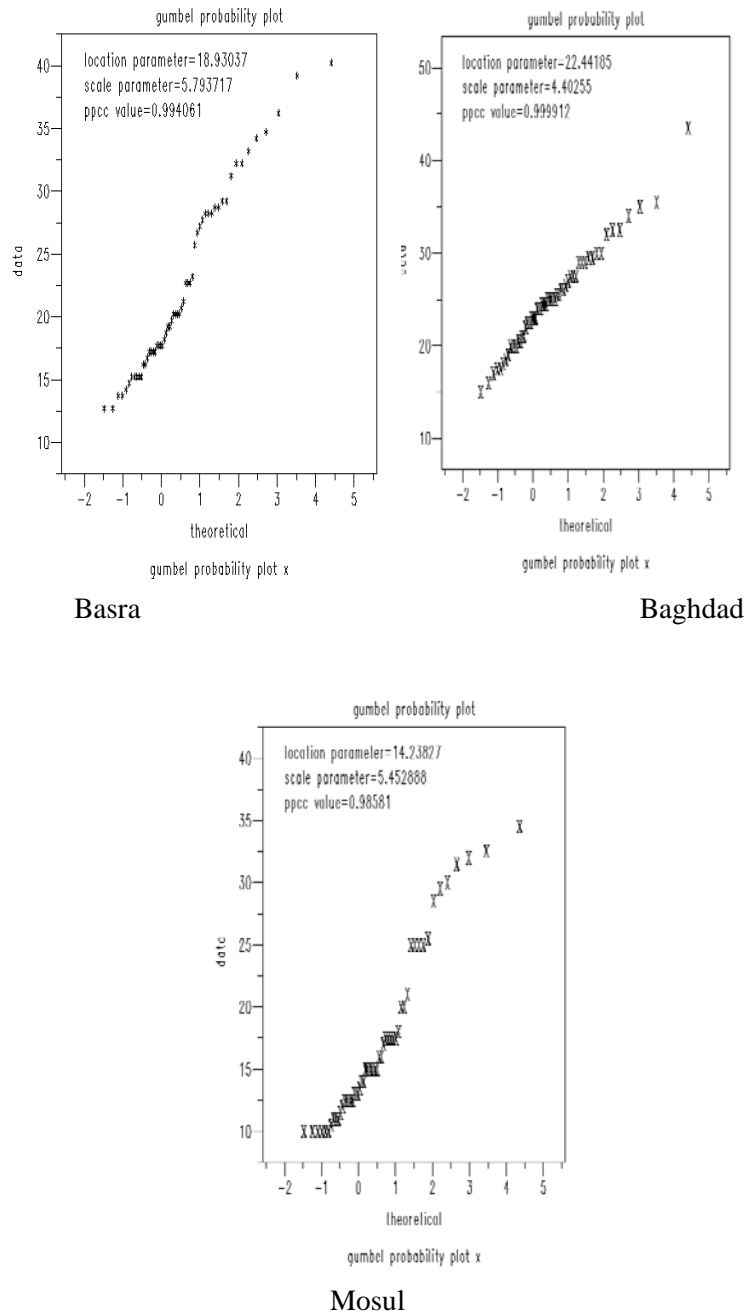 gumbel probability plot
location parameter=18.93037
scale parameter=5.793717
ppcc value=0.994061
40
35
30
25
20
15
10
data
-2 -1 0 1 2 3 4 5
theoretical
gumbel probability plot x
Basra
gumbel probability plot
location parameter=22.44185
scale parameter=4.40255
ppcc value=0.999912
50
40
30
20
10
data
-2 -1 0 1 2 3 4 5
theoretical
gumbel probability plot x
Baghdad
gumbel probability plot
location parameter=14.23827
scale parameter=5.452888
ppcc value=0.98581
40
35
30
25
20
15
10
data
-2 -1 0 1 2 3 4 5
theoretical
gumbel probability plot x
Mosul